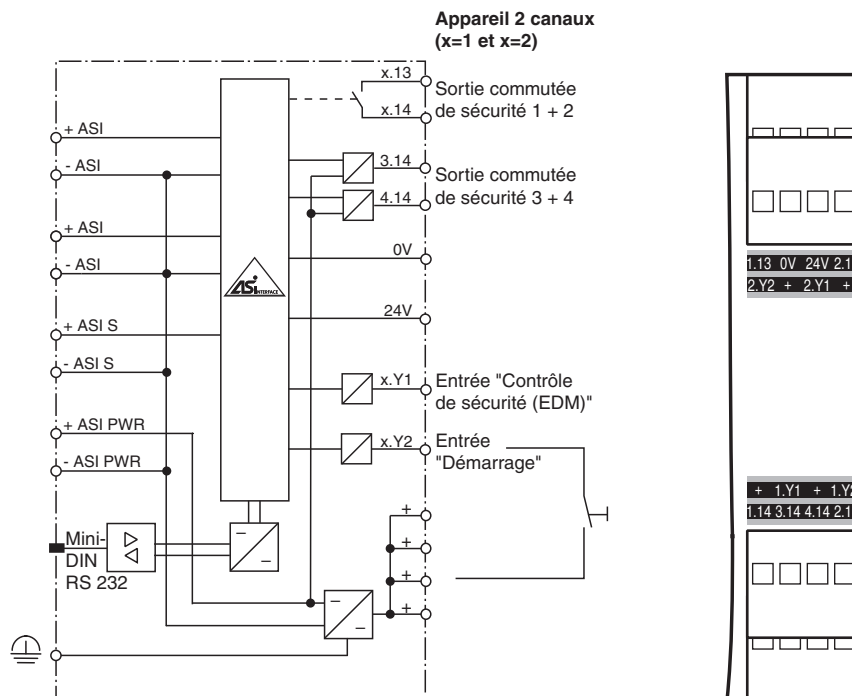 Appareil 2 canaux
(x=1 et x=2)
x.13
Sortie commutée
de sécurité 1 + 2
x.14
+ ASI
- ASI
3.14
Sortie commutée
de sécurité 3 + 4
4.14
+ ASI
- ASI
0V
ASi
INTERFACE
24V
+ ASI S
- ASI S
x.Y1
Entrée "Contrôle
de sécurité (EDM)"
+ ASI PWR
- ASI PWR
x.Y2
Entrée
"Démarrage"
+
+
+
+
Mini-
DIN
RS 232
1.13 0V 24V 2.1
2.Y2 + 2.Y1 +
+ 1.Y1 + 1.Y2
1.14 3.14 4.14 2.1